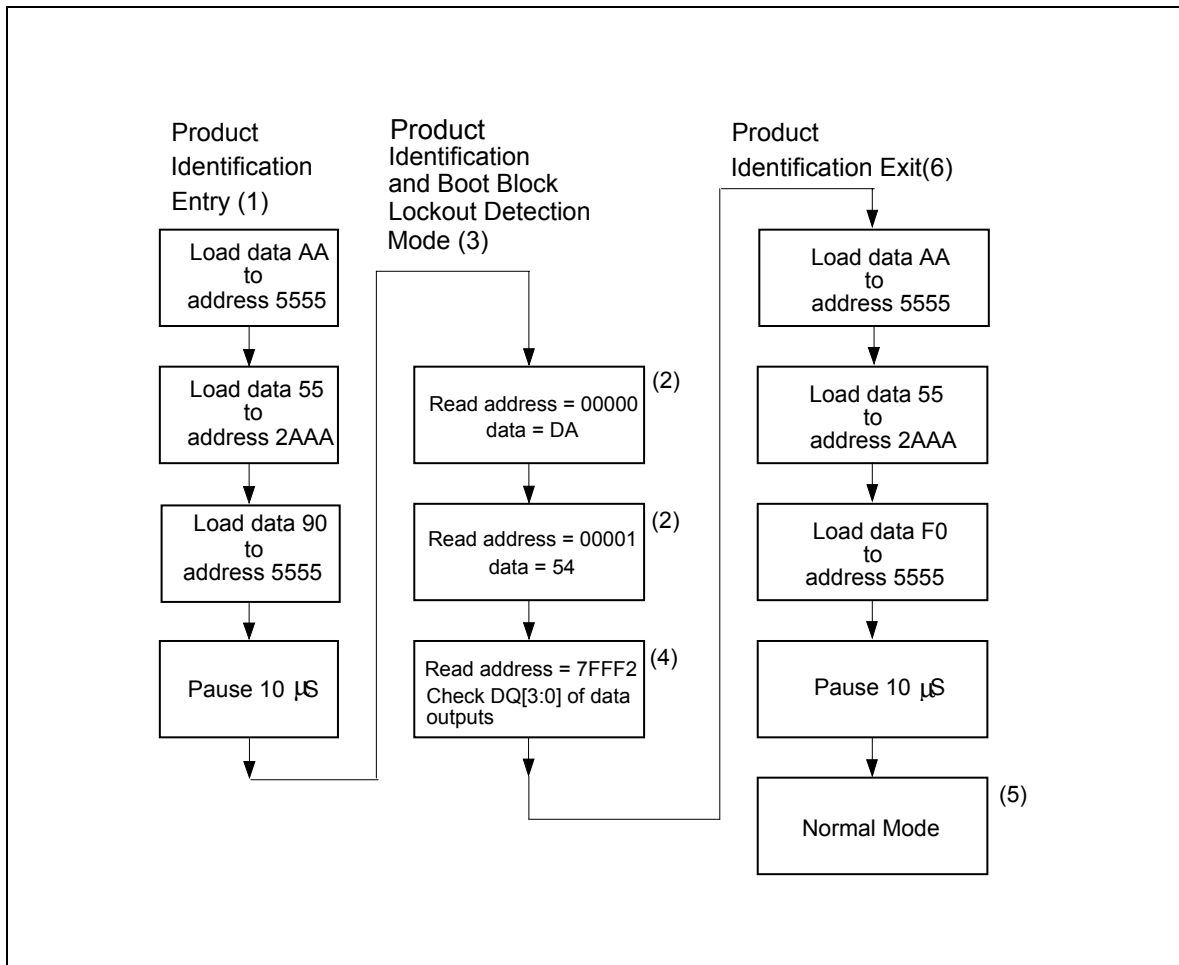 Product
Identification
Entry (1)
Load data AA
to
address 5555
Load data 55
to
address 2AAA
Load data 90
to
address 5555
Pause 10 μS
Product
Identification
and Boot Block
Lockout Detection
Mode (3)
(2)
Read address = 00000
data = DA
(2)
Read address = 00001
data = 54
(4)
Read address = 7FFF2
Check DQ[3:0] of data
outputs
Product
Identification Exit(6)
Load data AA
to
address 5555
Load data 55
to
address 2AAA
Load data F0
to
address 5555
Pause 10 μS
(5)
Normal Mode